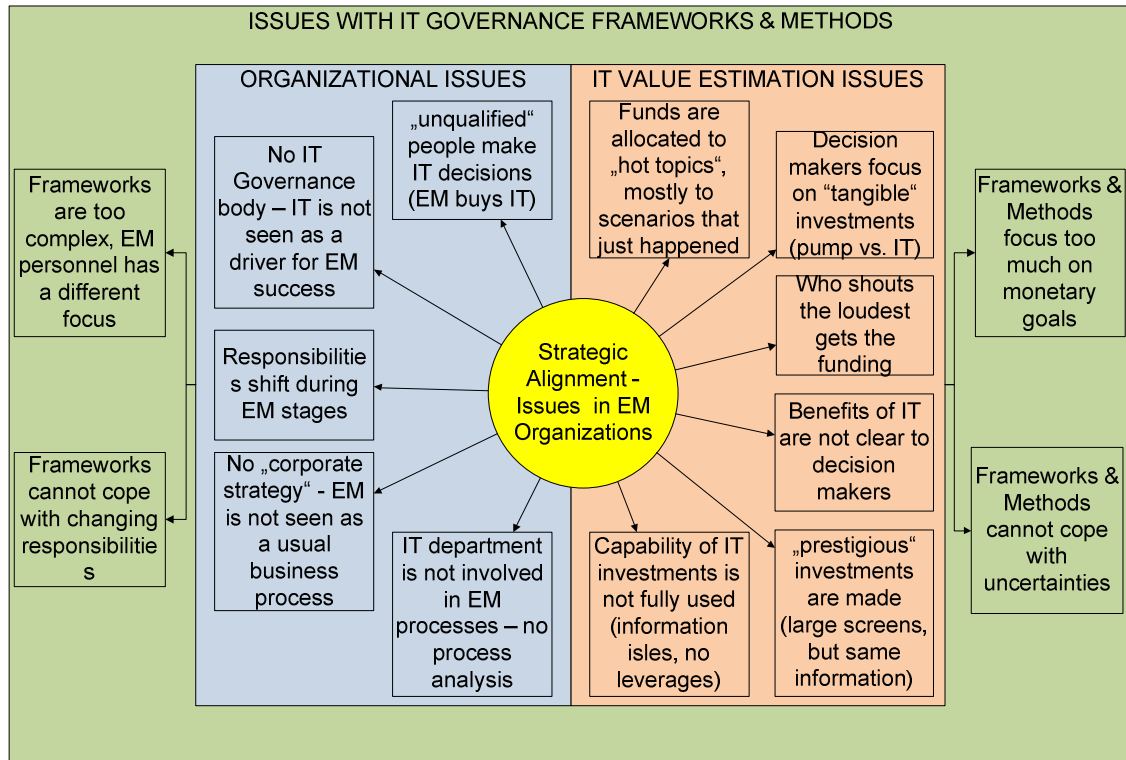 ISSUES WITH IT GOVERNANCE FRAMEWORKS & METHODS
ORGANIZATIONAL ISSUES
IT VALUE ESTIMATION ISSUES
Frameworks
are too
complex, EM
personnel has
a different
focus
Frameworks
cannot cope
with changing
responsibilitie
s
No IT
Governance
body – IT is not
seen as a
driver for EM
success
„unqualified“
people make
IT decisions
(EM buys IT)
Responsibilitie
s shift during
EM stages
No „corporate
strategy“ - EM
is not seen as
a usual
business
process
IT department
is not involved
in EM
processes – no
process
analysis
Strategic
Alignment -
Issues in EM
Organizations
Funds are
allocated to
„hot topics“,
mostly to
scenarios that
just happened
Decision
makers focus
on “tangible“
investments
(pump vs. IT)
Who shouts
the loudest
gets the
funding
Benefits of IT
are not clear to
decision
makers
Capability of IT
investments is
not fully used
(information
isles, no
leverages)
„prestigious“
investments
are made
(large screens,
but same
information)
Frameworks &
Methods
focus too
much on
monetary
goals
Frameworks &
Methods
cannot cope
with
uncertainties